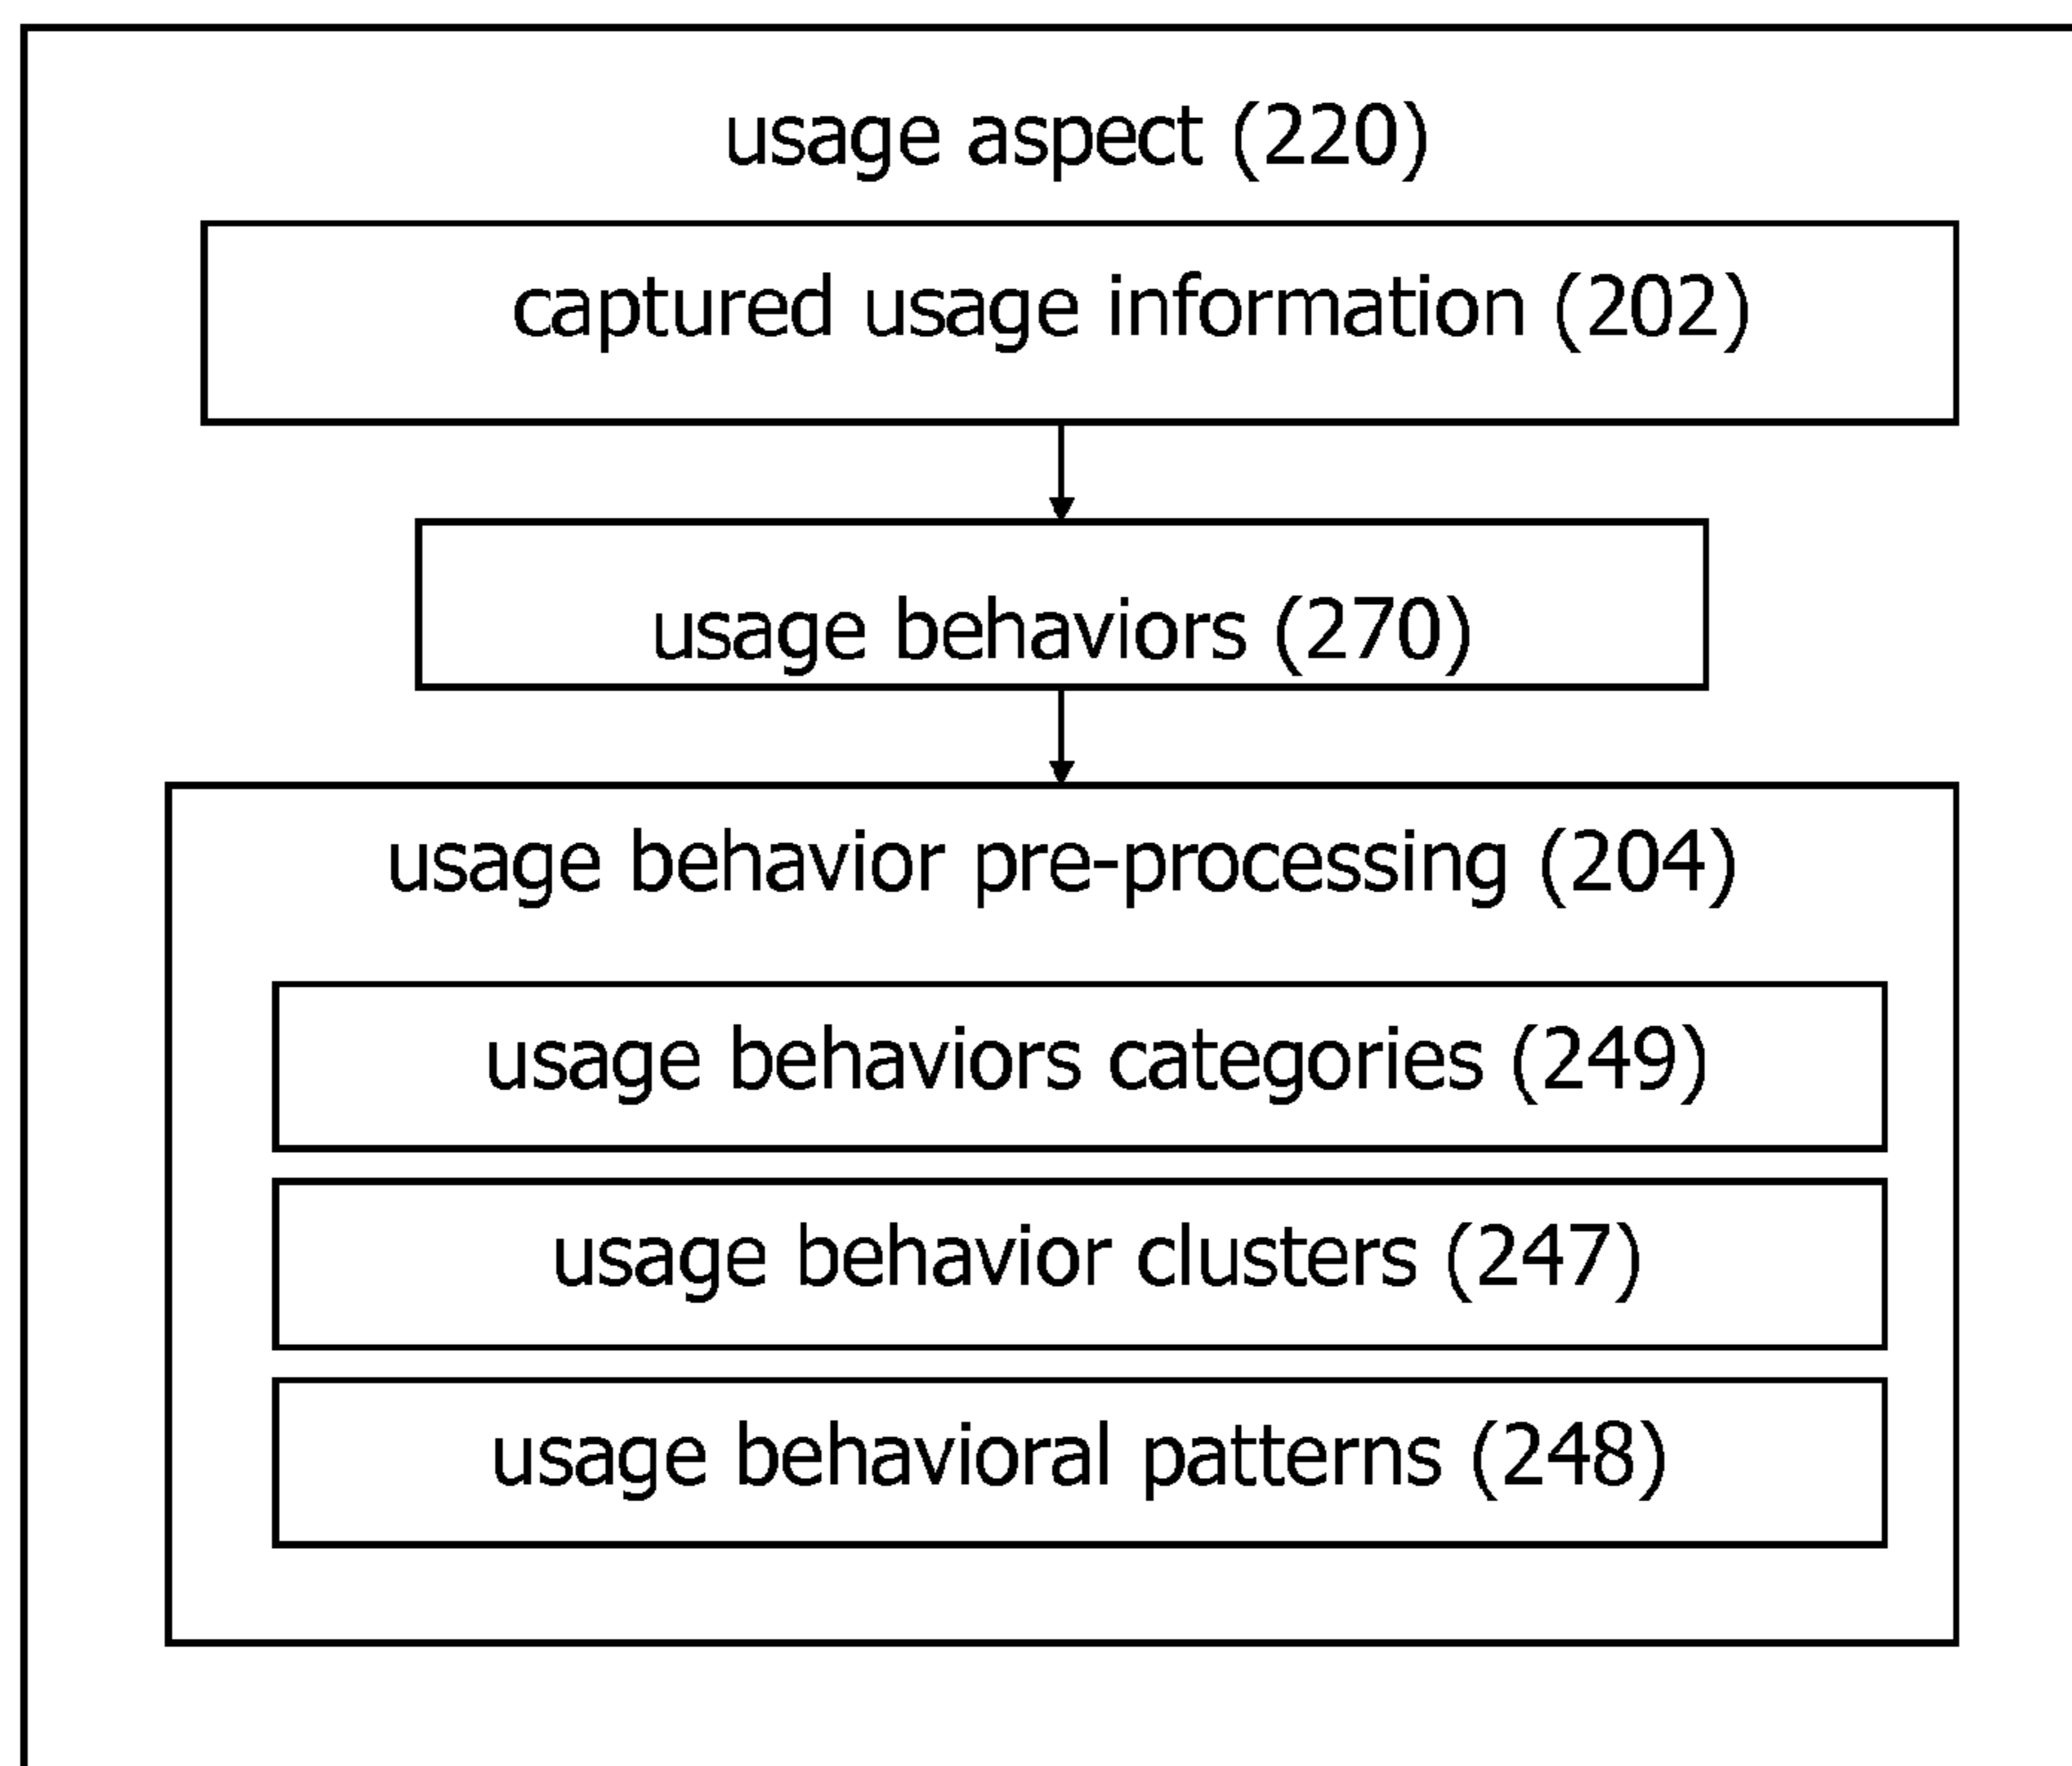 usage aspect (220)
captured usage information (202)
usage behaviors (270)
usage behavior pre-processing (204)
usage behaviors categories (249)
usage behavior clusters (247)
usage behavioral patterns (248)